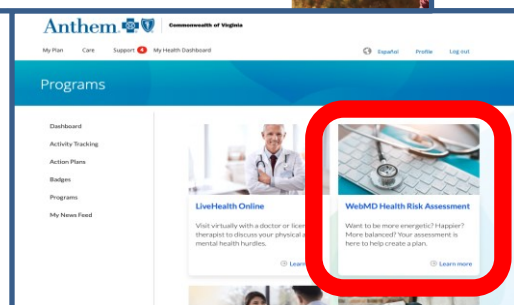 Anthem
Commonwealth of Virginia
My Plan Care Support 4 My Health Dashboard
Español Profile Log out
Programs
Dashboard
Activity Tracking
Action Plans
Badges
Programs
My News Feed
LiveHealth Online
Visit virtually with a doctor or
therapist to discuss your physical
mental health hurdles.
Learn
WebMD Health Risk Assessment
Want to be more energetic? Happier?
More balanced? Your assessment is
here to help create a plan.
Learn more